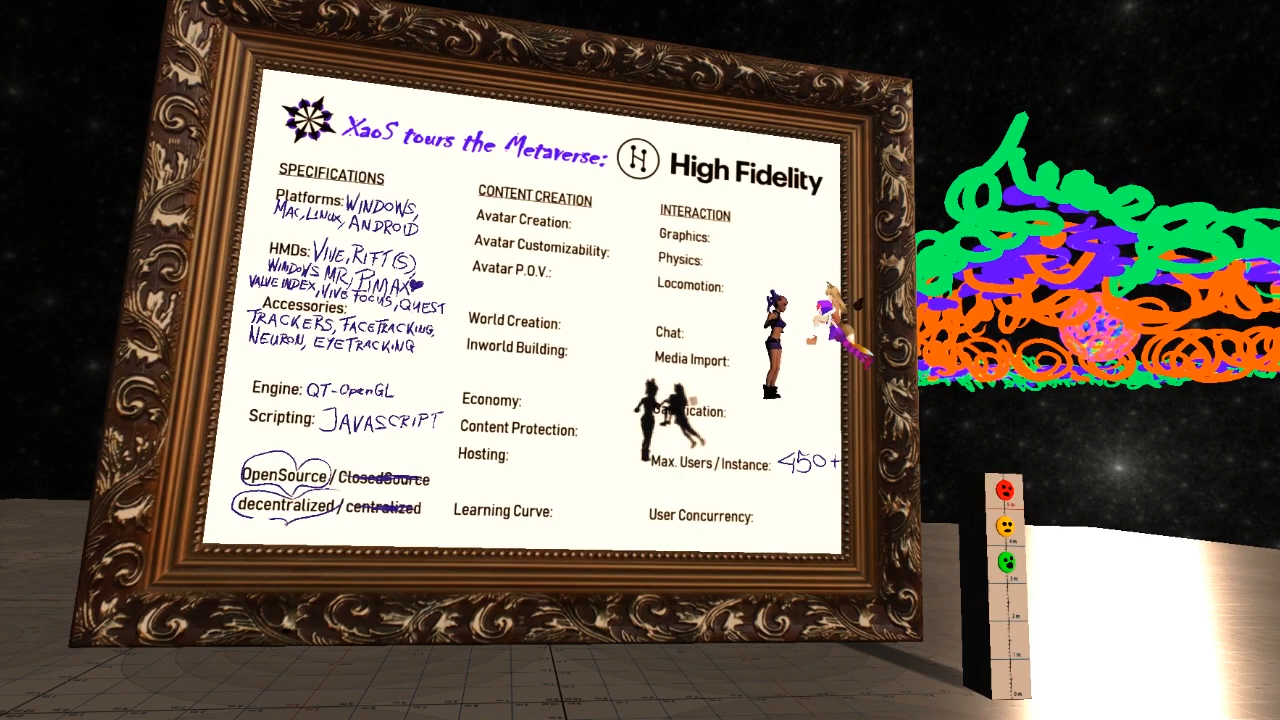 XaoS tours the Metaverse:
High Fidelity
SPECIFICATIONS
Platforms: WINDOWS,
MAC, LINUX, ANDROID
HMDs: VIVE, RIFT(S),
WINDOWS MR, PIMAX
VALVE INDEX, VIVE FOCUS, QUEST
Accessories:
TRACKERS, FACETRACKING,
NEURON, EYETRACKING
Engine: QT-OpenGL
Scripting: JAVASCRIPT
OpenSource / ClosedSource
decentralized / centralized
CONTENT CREATION
Avatar Creation:
Avatar Customizability:
Avatar P.O.V.:
World Creation:
Inworld Building:
Economy:
Content Protection:
Hosting:
Learning Curve:
INTERACTION
Graphics:
Physics:
Locomotion:
Chat:
Media Import:
Max. Users / Instance: 450+
User Concurrency: